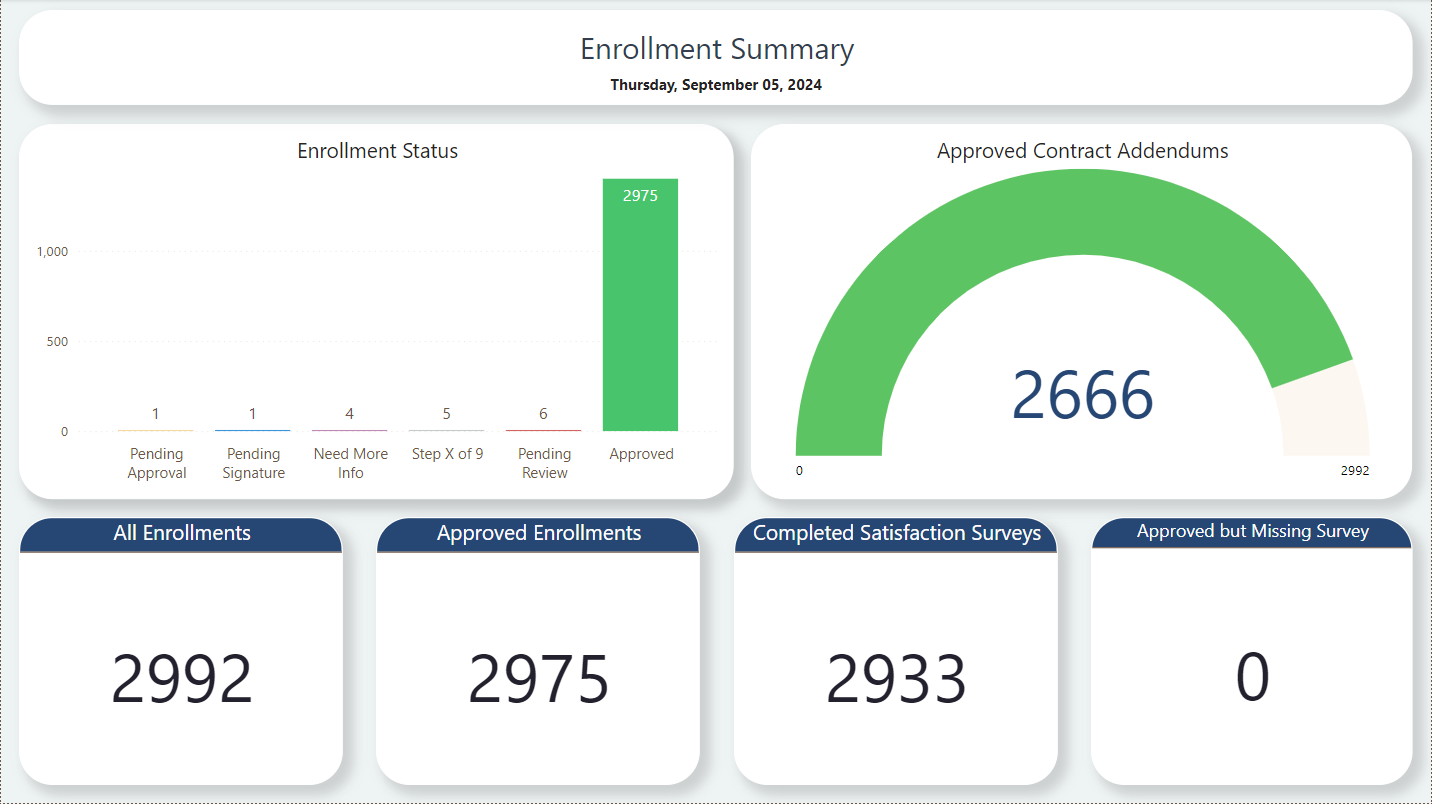 Enrollment Summary
Thursday, September 05, 2024
Enrollment Status
2975
1,000
500
0
1
1
4
5
6
Pending
Approval
Pending
Signature
Need More
Info
Step X of 9
Pending
Review
Approved
Approved Contract Addendums
2666
0
2992
All Enrollments
2992
Approved Enrollments
2975
Completed Satisfaction Surveys
2933
Approved but Missing Survey
0